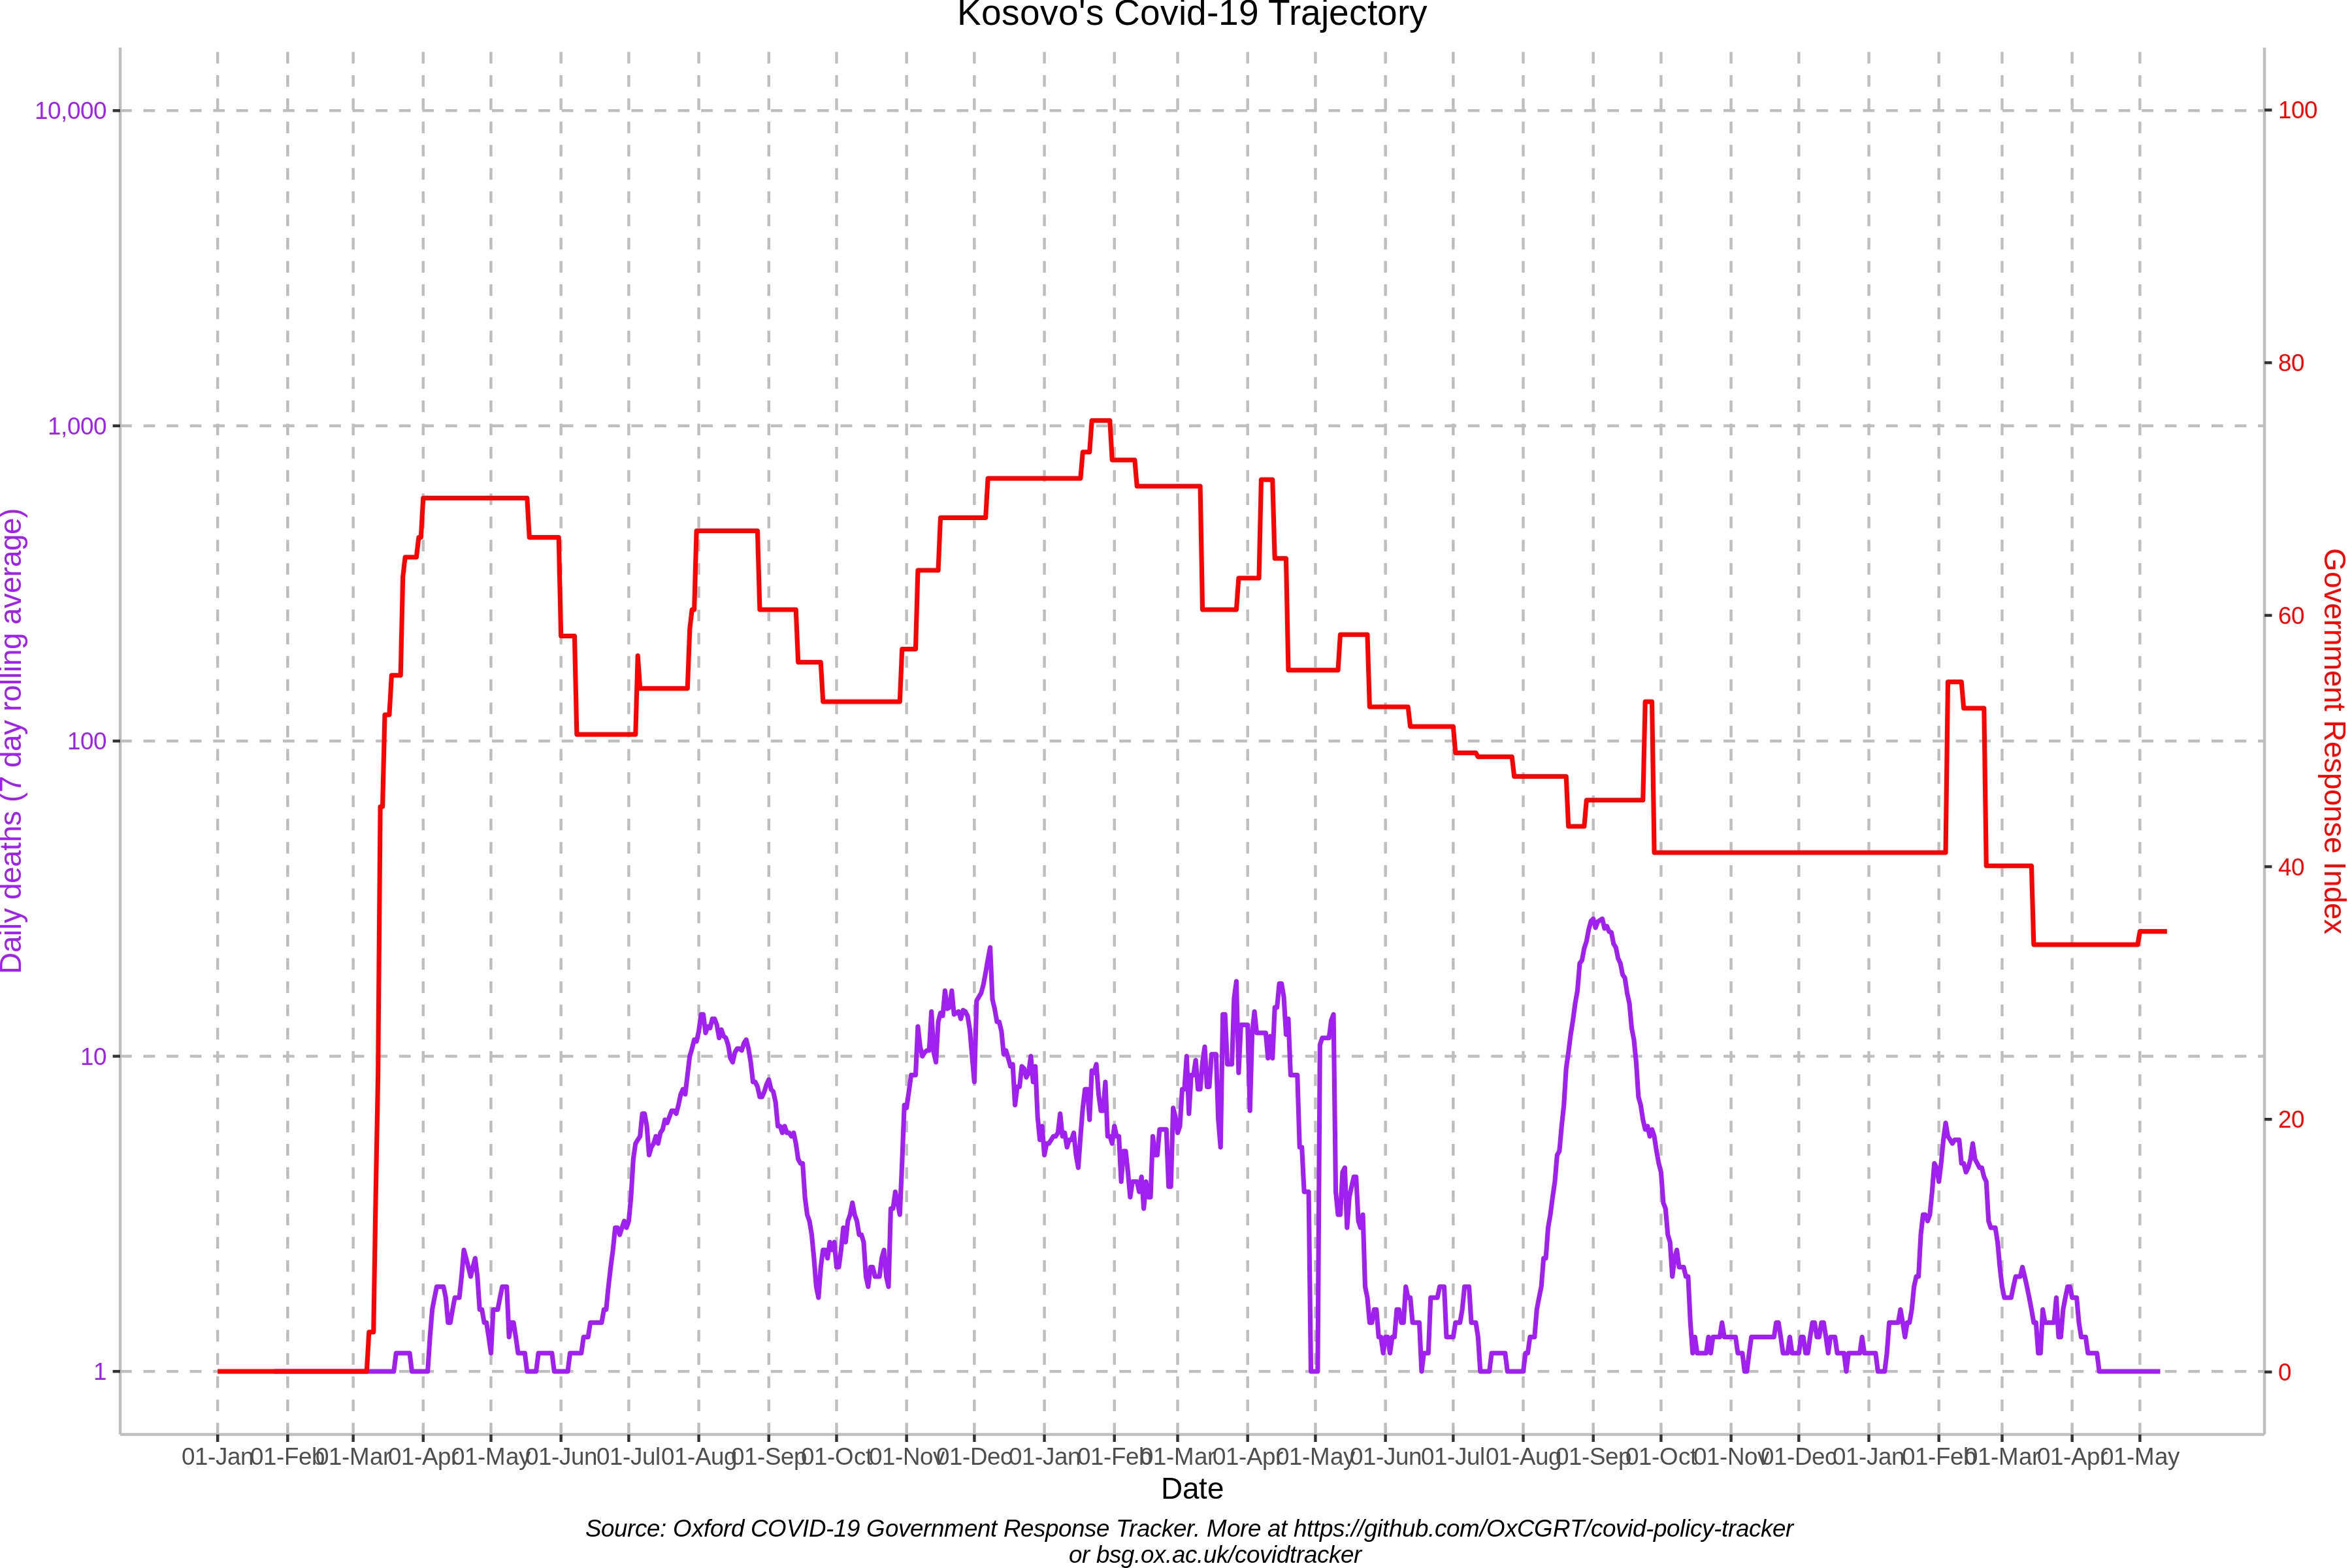 Kosovo's Covid-19 Trajectory
10,000
1,000
100
10
1
Daily deaths (7 day rolling average)
100
80
60
40
20
0
Government Response Index
01-Jan 01-Feb 01-Mar 01-Apr 01-May 01-Jun 01-Jul 01-Aug 01-Sep 01-Oct 01-Nov 01-Dec 01-Jan 01-Feb 01-Mar 01-Apr 01-May 01-Jun 01-Jul 01-Aug 01-Sep 01-Oct 01-Nov 01-Dec 01-Jan 01-Feb 01-Mar 01-Apr 01-May
Date
Source: Oxford COVID-19 Government Response Tracker. More at https://github.com/OxCGRT/covid-policy-tracker
or bsg.ox.ac.uk/covidtracker